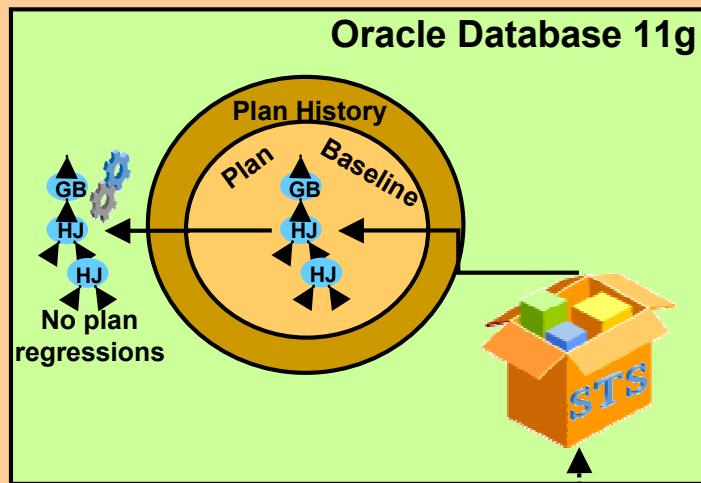 Oracle Database 11g
Plan History
Plan Baseline
GB
HJ
HJ
GB
HJ
HJ
No plan
regressions
STS